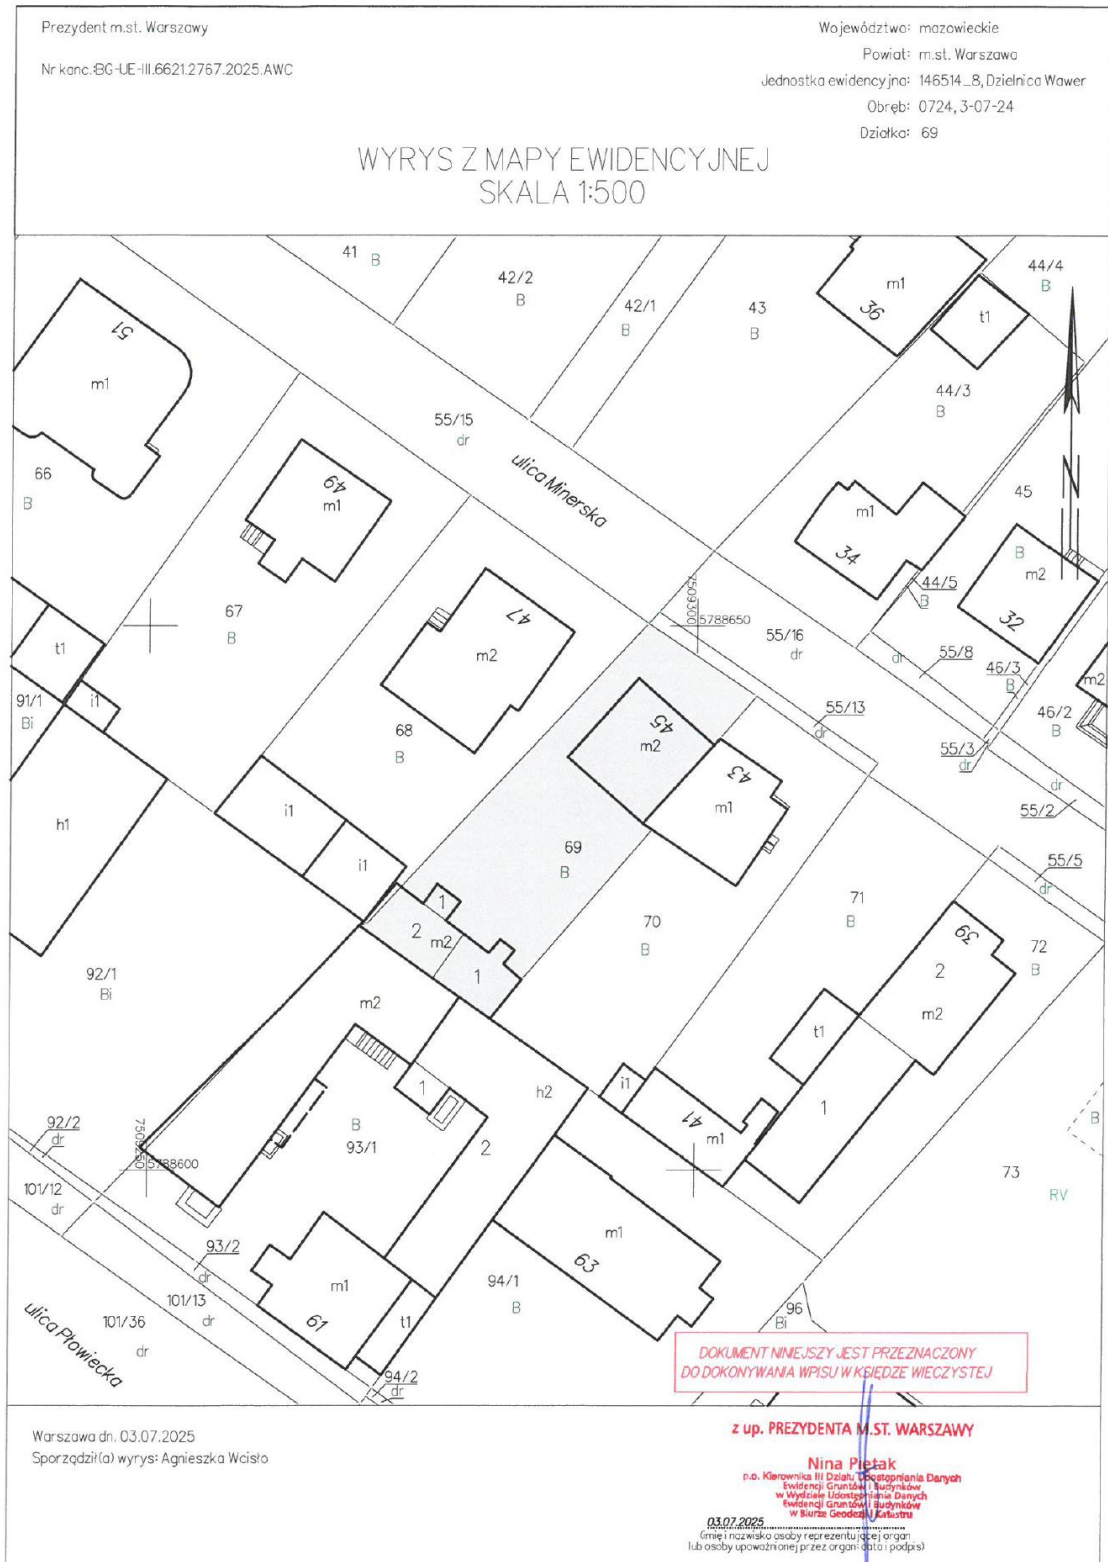 Prezydent m.st. Warszawy
Nr kanc.:BG-UE-III.6621.2767.2025.AWC
Województwo: mazowieckie
Powiat: m.st. Warszawa
Jednostka ewidencyjna: 146514_8, Dzielnica Wawer
Obręb: 0724, 3-07-24
Działka: 69
WYRYS Z MAPY EWIDENCYJNEJ
SKALA 1:500
41 B
42/2
B
42/1
B
43
B
36
m1
t1
44/4
B
44/3
B
51
m1
55/15
dr
ulica Minerska
66
B
49
m1
34
m1
45
B
m2
32
44/5
B
67
B
47
m2
7509300
5788650
55/16
dr
dr
55/8
46/3
B
m2
46/2
B
t1
i1
91/1
Bi
68
B
45
m2
43
m1
55/13
dr
55/3
dr
dr
55/2
h1
i1
i1
69
B
55/5
dr
71
B
70
B
39
2
m2
72
B
1
2
m2
1
92/1
Bi
m2
t1
1
h2
i1
41
m1
1
B
92/2
dr
7509250
5788600
B
93/1
2
73
RV
101/12
dr
93/2
dr
m1
63
94/1
B
m1
61
t1
101/13
dr
101/36
dr
ulica Płowiecka
96
Bi
94/2
dr
DOKUMENT NINIEJSZY JEST PRZEZNACZONY
DO DOKONYWANIA WPISU W KSIĘDZE WIECZYSTEJ
Warszawa dn. 03.07.2025
Sporządził(a) wyrys: Agnieszka Wcisło
z up. PREZYDENTA M.ST. WARSZAWY
Nina Piętak
p.o. Kierownika III Działu Udostępniania Danych
Ewidencji Gruntów i Budynków
w Wydziale Udostępniania Danych
Ewidencji Gruntów i Budynków
w Biurze Geodezji i Katastru
03.07.2025
(imię i nazwisko osoby reprezentującej organ
lub osoby upoważnionej przez organ: data i podpis)